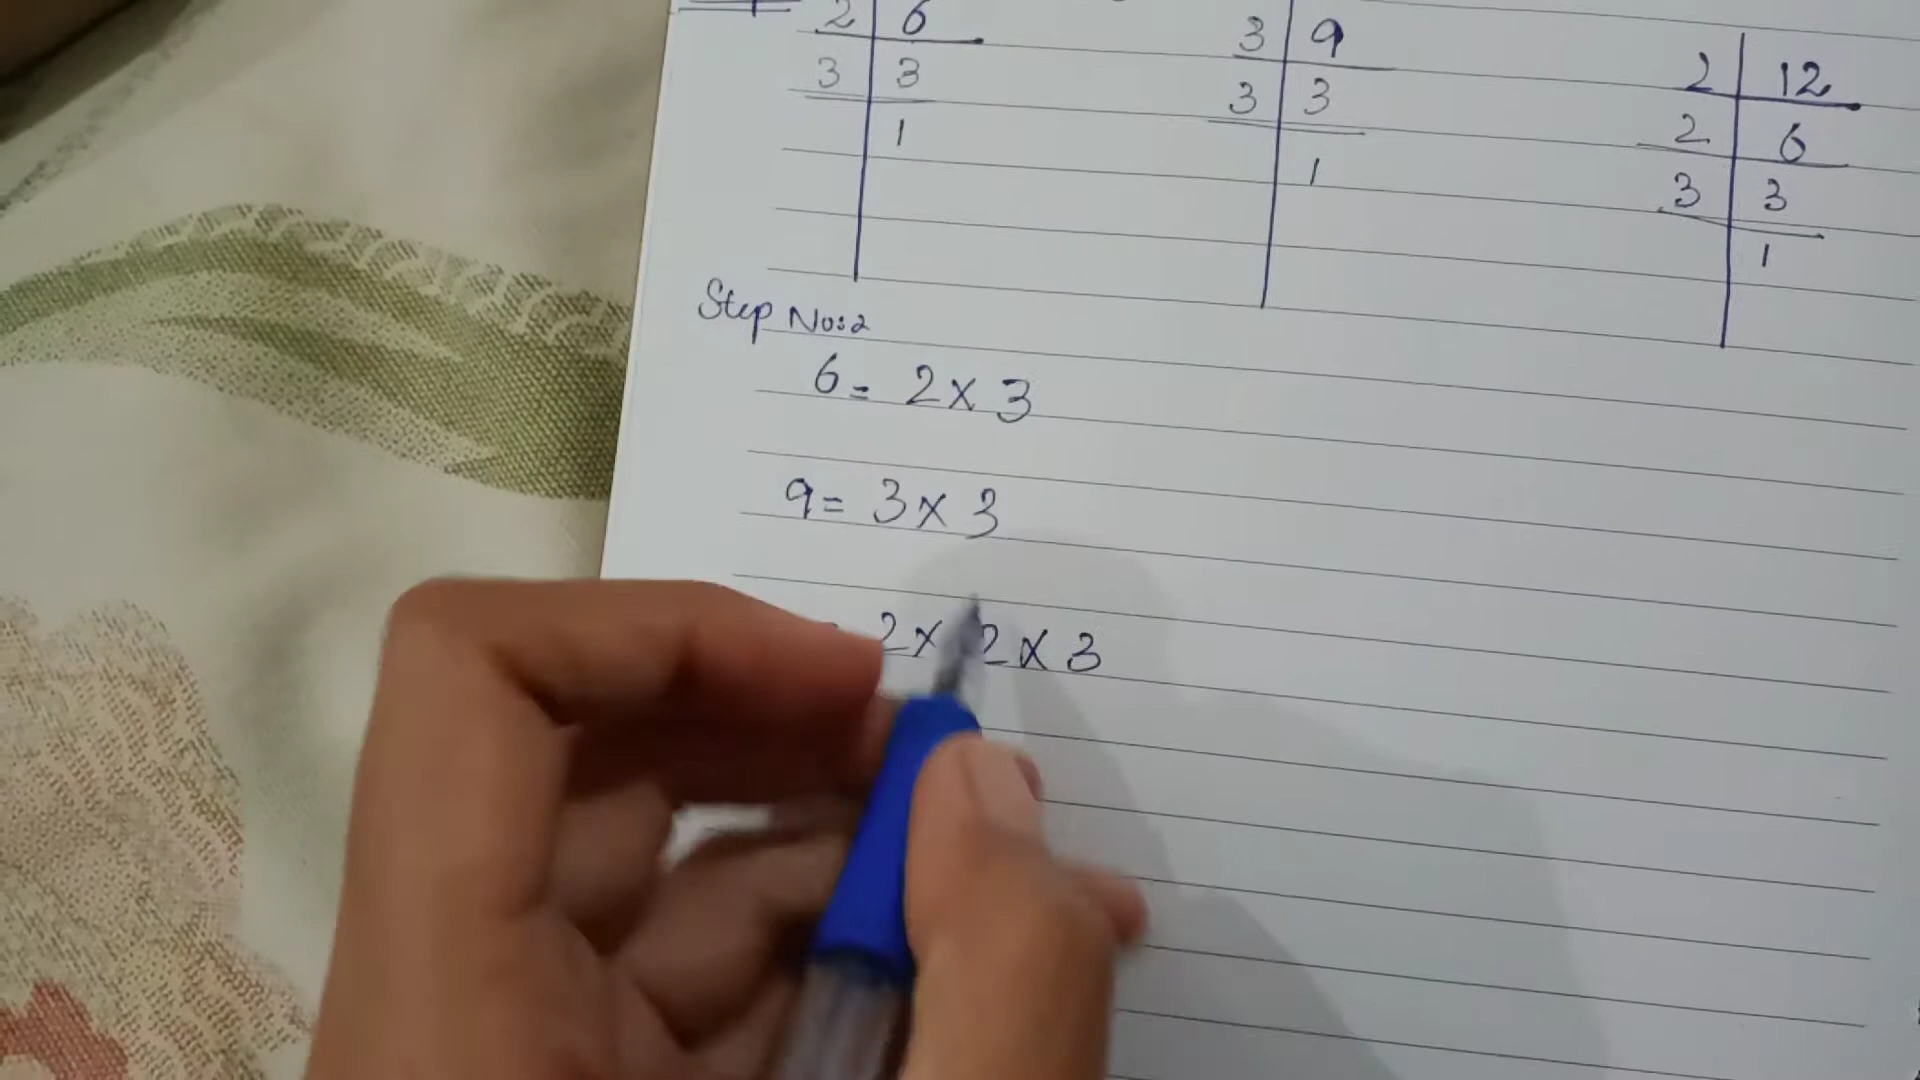 2 | 6
3 | 3
1
3 | 9
3 | 3
1
2 | 12
2 | 6
3 | 3
1
Step No:2
6 = 2 × 3
9 = 3 × 3
= 2 × 2 × 3